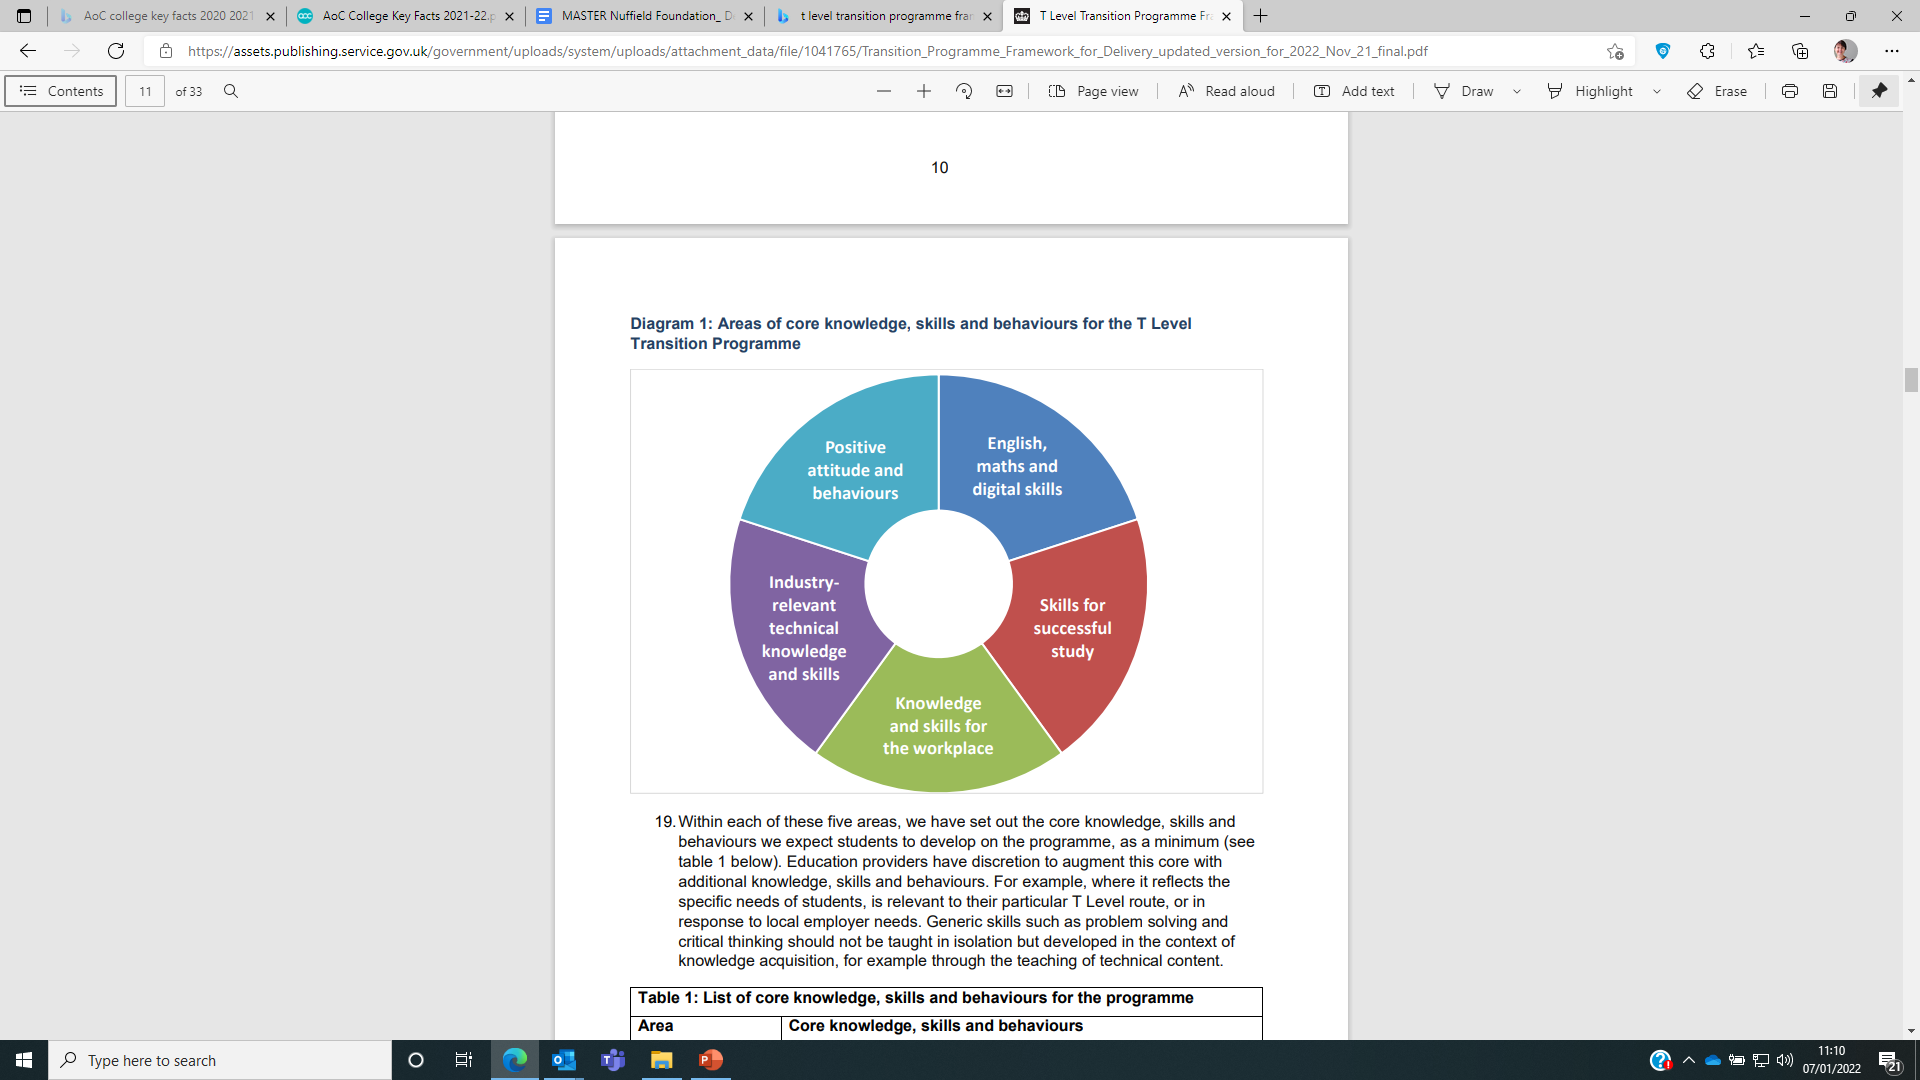 AoC college key facts 2020 2021
AoC College Key Facts 2021-22.p
MASTER Nuffield Foundation_ D
t level transition programme fra
T Level Transition Programme Fr
https://assets.publishing.service.gov.uk/government/uploads/system/uploads/attachment_data/file/1041765/Transition_Programme_Framework_for_Delivery_updated_version_for_2022_Nov_21_final.pdf
Contents
11
of 33
Page view
Read aloud
Add text
Draw
Highlight
Erase
10
Diagram 1: Areas of core knowledge, skills and behaviours for the T Level
Transition Programme
Positive
attitude and
behaviours
English,
maths and
digital skills
Industry-
relevant
technical
knowledge
and skills
Skills for
successful
study
Knowledge
and skills for
the workplace
19. Within each of these five areas, we have set out the core knowledge, skills and
behaviours we expect students to develop on the programme, as a minimum (see
table 1 below). Education providers have discretion to augment this core with
additional knowledge, skills and behaviours. For example, where it reflects the
specific needs of students, is relevant to their particular T Level route, or in
response to local employer needs. Generic skills such as problem solving and
critical thinking should not be taught in isolation but developed in the context of
knowledge acquisition, for example through the teaching of technical content.
Table 1: List of core knowledge, skills and behaviours for the programme
Area
Core knowledge, skills and behaviours
Type here to search
11:10
07/01/2022
21